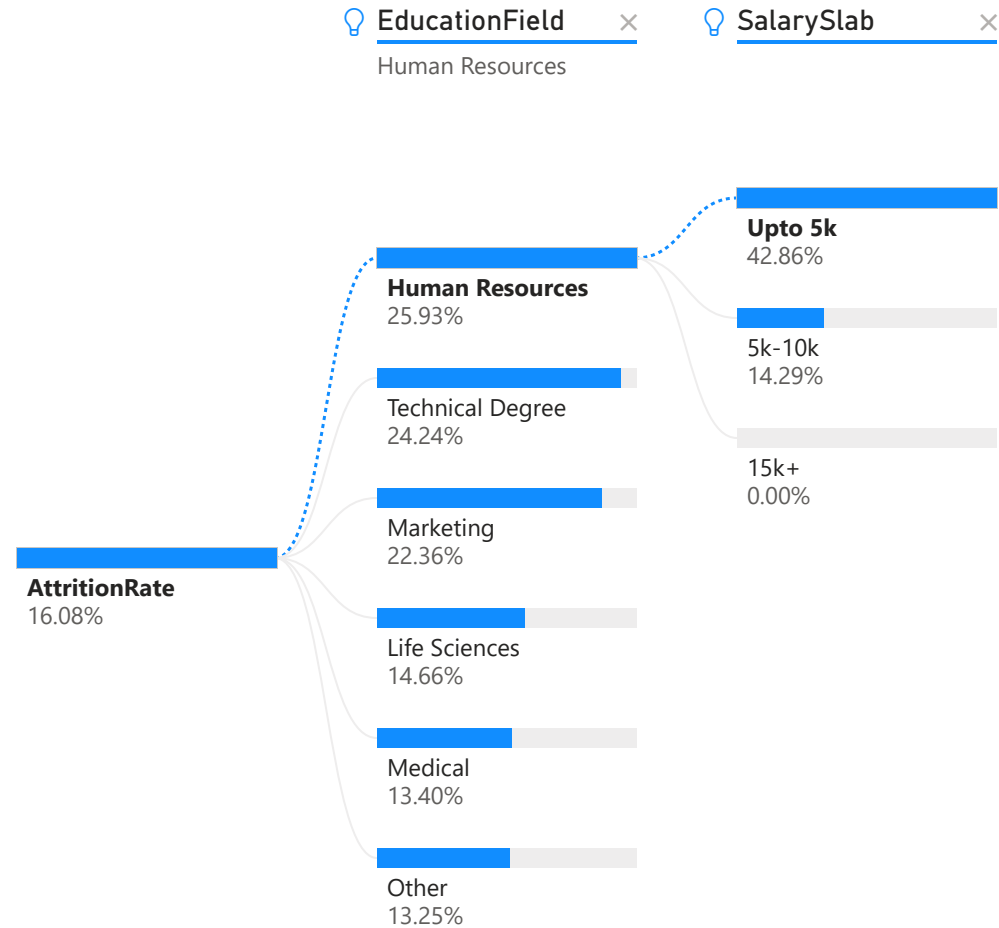 EducationField
SalarySlab
Human Resources
Upto 5k
42.86%
Human Resources
25.93%
5k-10k
14.29%
Technical Degree
24.24%
15k+
0.00%
Marketing
22.36%
AttritionRate
16.08%
Life Sciences
14.66%
Medical
13.40%
Other
13.25%